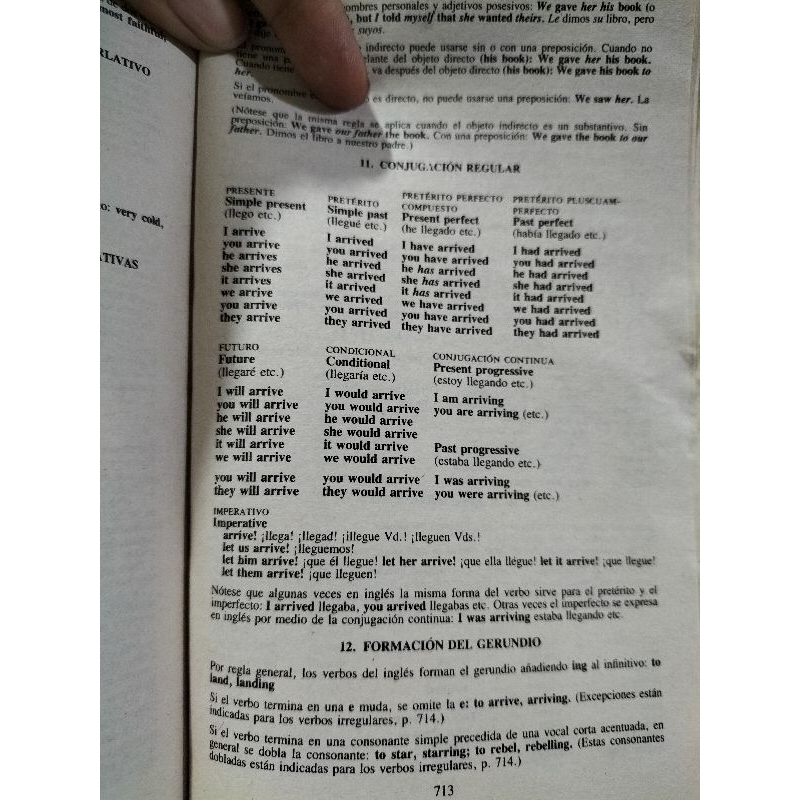 most faithful,
RLATIVO
o: very cold,
ATIVAS
ombres personales y adjetivos posesivos: We gave her his book (o
, but I told myself that she wanted theirs. Le dimos su libro, pero
suyos.
indirecto puede usarse sin o con una preposición. Cuando no
delante del objeto directo (his book): We gave her his book.
Cuando tiene va después del objeto directo (his book): We gave his book to
her.
Si el pronombre es directo, no puede usarse una preposición: We saw her. La
veíamos.
(Nótese que la misma regla se aplica cuando el objeto indirecto es un substantivo. Sin
preposición: We gave our father the book. Con una preposición: We gave the book to our
father. Dimos el libro a nuestro padre.)
11. CONJUGACIÓN REGULAR
PRESENTE
Simple present
(llego etc.)
I arrive
you arrive
he arrives
she arrives
it arrives
we arrive
you arrive
they arrive
PRETÉRITO
Simple past
(llegué etc.)
I arrived
you arrived
he arrived
she arrived
it arrived
we arrived
you arrived
they arrived
PRETÉRITO PERFECTO
COMPUESTO
Present perfect
(he llegado etc.)
I have arrived
you have arrived
he has arrived
she has arrived
it has arrived
we have arrived
you have arrived
they have arrived
PRETÉRITO PLUSCUAM-
PERFECTO
Past perfect
(había llegado etc.)
I had arrived
you had arrived
he had arrived
she had arrived
it had arrived
we had arrived
you had arrived
they had arrived
FUTURO
Future
(llegaré etc.)
I will arrive
you will arrive
he will arrive
she will arrive
it will arrive
we will arrive
you will arrive
they will arrive
CONDICIONAL
Conditional
(llegaría etc.)
I would arrive
you would arrive
he would arrive
she would arrive
it would arrive
we would arrive
you would arrive
they would arrive
CONJUGACIÓN CONTINUA
Present progressive
(estoy llegando etc.)
I am arriving
you are arriving (etc.)
Past progressive
(estaba llegando etc.)
I was arriving
you were arriving (etc.)
IMPERATIVO
Imperative
arrive! ¡llega! ¡llegad! ¡llegue Vd.! ¡lleguen Vds.!
let us arrive! ¡lleguemos!
let him arrive! ¡que él llegue! let her arrive! ¡que ella llegue! let it arrive! ¡que llegue!
let them arrive! ¡que lleguen!
Nótese que algunas veces en inglés la misma forma del verbo sirve para el pretérito y el
imperfecto: I arrived llegaba, you arrived llegabas etc. Otras veces el imperfecto se expresa
en inglés por medio de la conjugación continua: I was arriving estaba llegando etc.
12. FORMACIÓN DEL GERUNDIO
Por regla general, los verbos del inglés forman el gerundio añadiendo ing al infinitivo: to
land, landing
Si el verbo termina en una e muda, se omite la e: to arrive, arriving. (Excepciones están
indicadas para los verbos irregulares, p. 714.)
Si el verbo termina en una consonante simple precedida de una vocal corta acentuada, en
general se dobla la consonante: to star, starring; to rebel, rebelling. (Estas consonantes
dobladas están indicadas para los verbos irregulares, p. 714.)
713